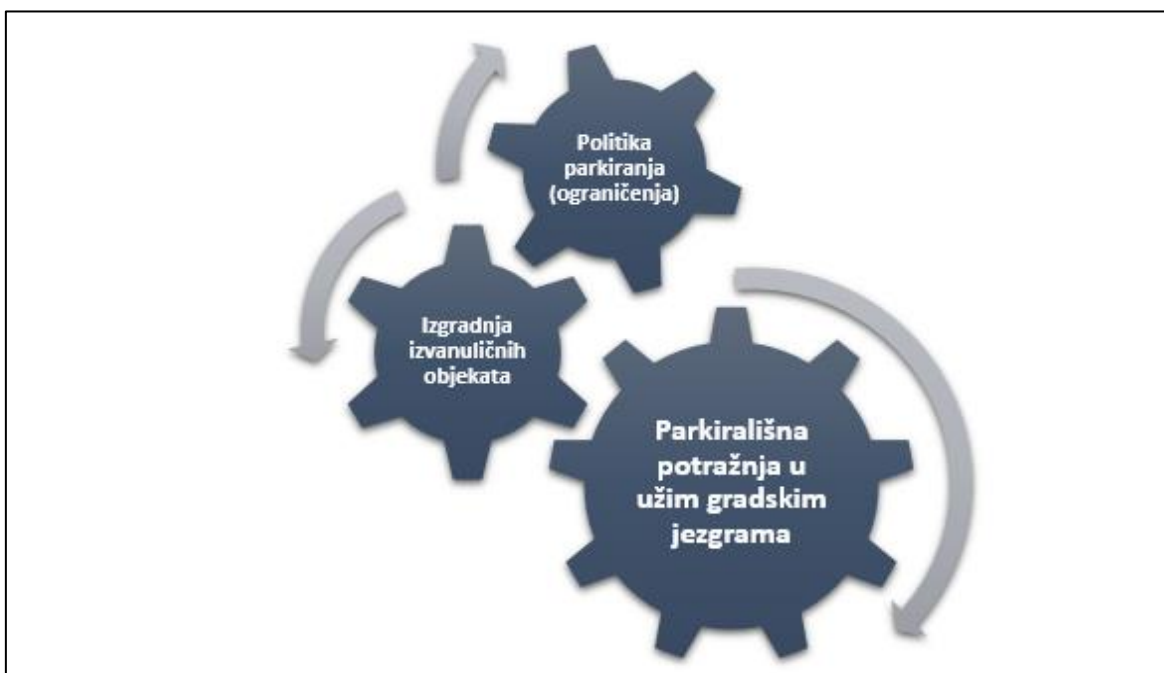 Politika
parkiranja
(ograničenja)
Izgradnja
izvanuličnih
objekata
Parkirališna
potražnja u
užim gradskim
jezgrama